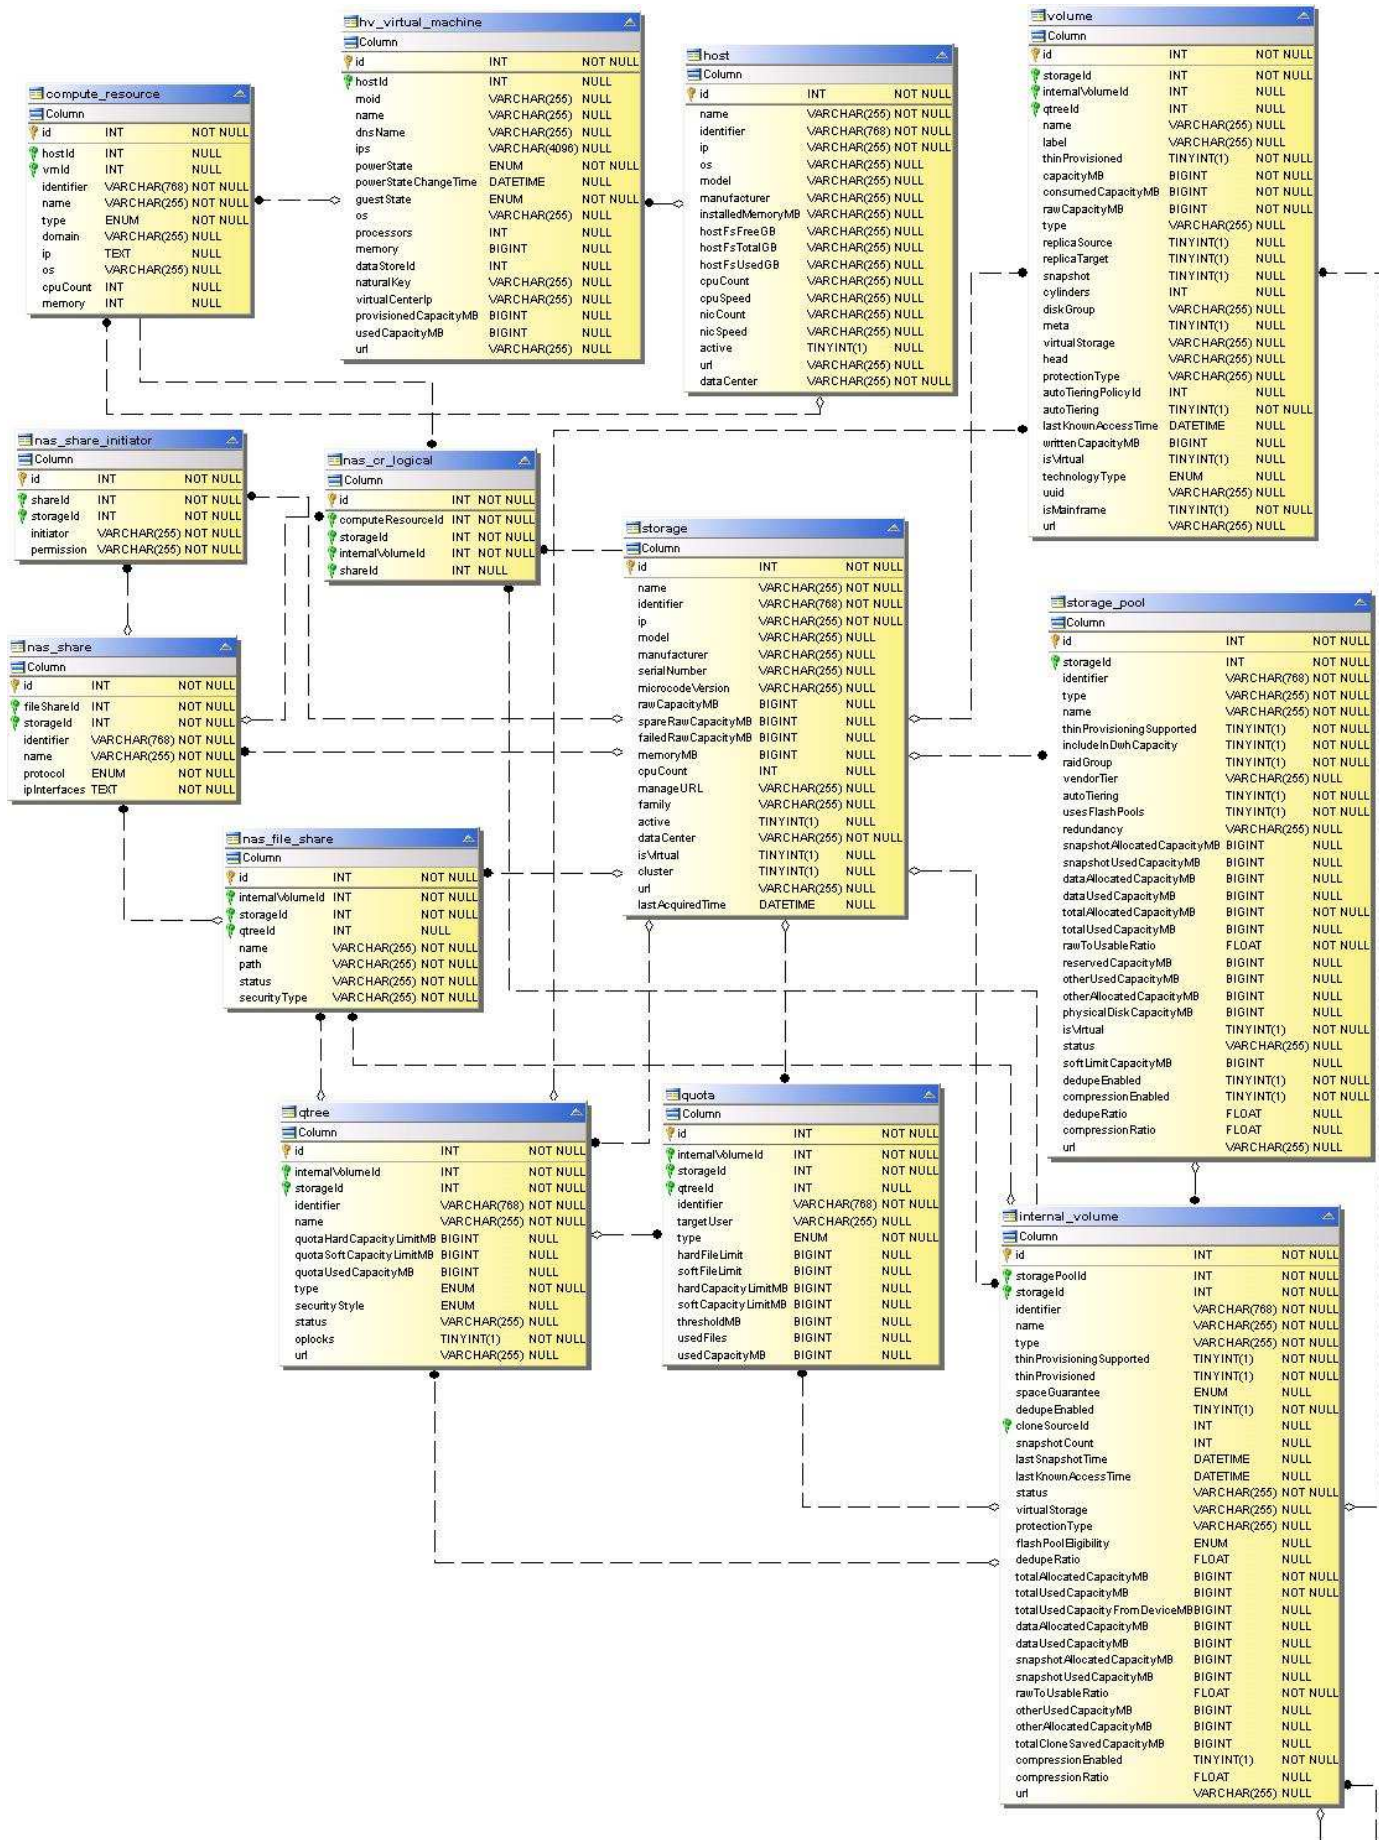 hv_virtual_machine
Column
id INT NOT NULL
hostId INT NULL
moid VARCHAR(255) NULL
name VARCHAR(255) NULL
dnsName VARCHAR(255) NULL
ips VARCHAR(4096) NULL
powerState ENUM NOT NULL
powerStateChangeTime DATETIME NULL
guestState ENUM NOT NULL
os VARCHAR(255) NULL
processors INT NULL
memory BIGINT NULL
dataStoreId INT NULL
naturalKey VARCHAR(255) NULL
virtualCenterIp VARCHAR(255) NULL
provisionedCapacityMB BIGINT NULL
usedCapacityMB BIGINT NULL
url VARCHAR(255) NULL
volume
Column
id INT NOT NULL
storageId INT NOT NULL
internalVolumeId INT NULL
qtreeId INT NULL
name VARCHAR(255) NULL
label VARCHAR(255) NULL
thinProvisioned TINYINT(1) NOT NULL
capacityMB BIGINT NOT NULL
consumedCapacityMB BIGINT NOT NULL
rawCapacityMB BIGINT NOT NULL
type VARCHAR(255) NULL
replicaSource TINYINT(1) NULL
replicaTarget TINYINT(1) NULL
snapshot TINYINT(1) NULL
cylinders INT NULL
diskGroup VARCHAR(255) NULL
meta TINYINT(1) NULL
virtualStorage VARCHAR(255) NULL
head VARCHAR(255) NULL
protectionType VARCHAR(255) NULL
autoTieringPolicyId INT NULL
autoTiering TINYINT(1) NOT NULL
lastKnownAccessTime DATETIME NULL
writtenCapacityMB BIGINT NULL
isVirtual TINYINT(1) NULL
technologyType ENUM NULL
uuid VARCHAR(255) NULL
isMainframe TINYINT(1) NOT NULL
url VARCHAR(255) NULL
host
Column
id INT NOT NULL
name VARCHAR(255) NOT NULL
identifier VARCHAR(768) NOT NULL
ip VARCHAR(255) NOT NULL
os VARCHAR(255) NULL
model VARCHAR(255) NULL
manufacturer VARCHAR(255) NULL
installedMemoryMB VARCHAR(255) NULL
hostFsFreeGB VARCHAR(255) NULL
hostFsTotalGB VARCHAR(255) NULL
hostFsUsedGB VARCHAR(255) NULL
cpuCount VARCHAR(255) NULL
cpuSpeed VARCHAR(255) NULL
nicCount VARCHAR(255) NULL
nicSpeed VARCHAR(255) NULL
active TINYINT(1) NULL
url VARCHAR(255) NULL
dataCenter VARCHAR(255) NOT NULL
compute_resource
Column
id INT NOT NULL
hostId INT NULL
vmId INT NULL
identifier VARCHAR(768) NOT NULL
name VARCHAR(255) NOT NULL
type ENUM NOT NULL
domain VARCHAR(255) NULL
ip TEXT NULL
os VARCHAR(255) NULL
cpuCount INT NULL
memory INT NULL
nas_share_initiator
Column
id INT NOT NULL
shareId INT NOT NULL
storageId INT NOT NULL
initiator VARCHAR(255) NOT NULL
permission VARCHAR(255) NOT NULL
nas_cr_logical
Column
id INT NOT NULL
computeResourceId INT NOT NULL
storageId INT NOT NULL
internalVolumeId INT NOT NULL
shareId INT NULL
storage
Column
id INT NOT NULL
name VARCHAR(255) NOT NULL
identifier VARCHAR(768) NOT NULL
ip VARCHAR(255) NOT NULL
model VARCHAR(255) NULL
manufacturer VARCHAR(255) NULL
serialNumber VARCHAR(255) NULL
microcodeVersion VARCHAR(255) NULL
rawCapacityMB BIGINT NULL
spareRawCapacityMB BIGINT NULL
failedRawCapacityMB BIGINT NULL
memoryMB BIGINT NULL
cpuCount INT NULL
manageURL VARCHAR(255) NULL
family VARCHAR(255) NULL
active TINYINT(1) NULL
dataCenter VARCHAR(255) NOT NULL
isVirtual TINYINT(1) NULL
cluster TINYINT(1) NULL
url VARCHAR(255) NULL
lastAcquiredTime DATETIME NULL
storage_pool
Column
id INT NOT NULL
storageId INT NOT NULL
identifier VARCHAR(768) NOT NULL
type VARCHAR(255) NOT NULL
name VARCHAR(255) NOT NULL
thinProvisioningSupported TINYINT(1) NOT NULL
includeInDwhCapacity TINYINT(1) NOT NULL
raidGroup TINYINT(1) NOT NULL
vendorTier VARCHAR(255) NULL
autoTiering TINYINT(1) NOT NULL
usesFlashPools TINYINT(1) NOT NULL
redundancy VARCHAR(255) NULL
snapshotAllocatedCapacityMB BIGINT NULL
snapshotUsedCapacityMB BIGINT NULL
dataAllocatedCapacityMB BIGINT NULL
dataUsedCapacityMB BIGINT NULL
totalAllocatedCapacityMB BIGINT NOT NULL
totalUsedCapacityMB BIGINT NULL
rawToUsableRatio FLOAT NOT NULL
reservedCapacityMB BIGINT NULL
otherUsedCapacityMB BIGINT NULL
otherAllocatedCapacityMB BIGINT NULL
physicalDiskCapacityMB BIGINT NULL
isVirtual TINYINT(1) NOT NULL
status VARCHAR(255) NULL
softLimitCapacityMB BIGINT NULL
dedupeEnabled TINYINT(1) NOT NULL
compressionEnabled TINYINT(1) NOT NULL
dedupeRatio FLOAT NULL
compressionRatio FLOAT NULL
url VARCHAR(255) NULL
nas_share
Column
id INT NOT NULL
fileShareId INT NOT NULL
storageId INT NOT NULL
identifier VARCHAR(768) NOT NULL
name VARCHAR(255) NOT NULL
protocol ENUM NOT NULL
ipInterfaces TEXT NOT NULL
nas_file_share
Column
id INT NOT NULL
internalVolumeId INT NOT NULL
storageId INT NOT NULL
qtreeId INT NULL
name VARCHAR(255) NOT NULL
path VARCHAR(255) NOT NULL
status VARCHAR(255) NOT NULL
securityType VARCHAR(255) NOT NULL
qtree
Column
id INT NOT NULL
internalVolumeId INT NOT NULL
storageId INT NOT NULL
identifier VARCHAR(768) NOT NULL
name VARCHAR(255) NOT NULL
quotaHardCapacityLimitMB BIGINT NULL
quotaSoftCapacityLimitMB BIGINT NULL
quotaUsedCapacityMB BIGINT NULL
type ENUM NOT NULL
securityStyle ENUM NULL
status VARCHAR(255) NULL
oplocks TINYINT(1) NOT NULL
url VARCHAR(255) NULL
quota
Column
id INT NOT NULL
internalVolumeId INT NOT NULL
storageId INT NOT NULL
qtreeId INT NULL
identifier VARCHAR(768) NOT NULL
targetUser VARCHAR(255) NULL
type ENUM NOT NULL
hardFileLimit BIGINT NULL
softFileLimit BIGINT NULL
hardCapacityLimitMB BIGINT NULL
softCapacityLimitMB BIGINT NULL
thresholdMB BIGINT NULL
usedFiles BIGINT NULL
usedCapacityMB BIGINT NULL
internal_volume
Column
id INT NOT NULL
storagePoolId INT NOT NULL
storageId INT NOT NULL
identifier VARCHAR(768) NOT NULL
name VARCHAR(255) NOT NULL
type VARCHAR(255) NOT NULL
thinProvisioningSupported TINYINT(1) NOT NULL
thinProvisioned TINYINT(1) NOT NULL
spaceGuarantee ENUM NULL
dedupeEnabled TINYINT(1) NOT NULL
cloneSourceId INT NULL
snapshotCount INT NULL
lastSnapshotTime DATETIME NULL
lastKnownAccessTime DATETIME NULL
status VARCHAR(255) NOT NULL
virtualStorage VARCHAR(255) NULL
protectionType VARCHAR(255) NULL
flashPoolEligibility ENUM NULL
dedupeRatio FLOAT NULL
totalAllocatedCapacityMB BIGINT NOT NULL
totalUsedCapacityMB BIGINT NOT NULL
totalUsedCapacityFromDeviceMB BIGINT NULL
dataAllocatedCapacityMB BIGINT NULL
dataUsedCapacityMB BIGINT NULL
snapshotAllocatedCapacityMB BIGINT NULL
snapshotUsedCapacityMB BIGINT NULL
rawToUsableRatio FLOAT NOT NULL
otherUsedCapacityMB BIGINT NULL
otherAllocatedCapacityMB BIGINT NULL
totalCloneSavedCapacityMB BIGINT NULL
compressionEnabled TINYINT(1) NOT NULL
compressionRatio FLOAT NULL
url VARCHAR(255) NULL